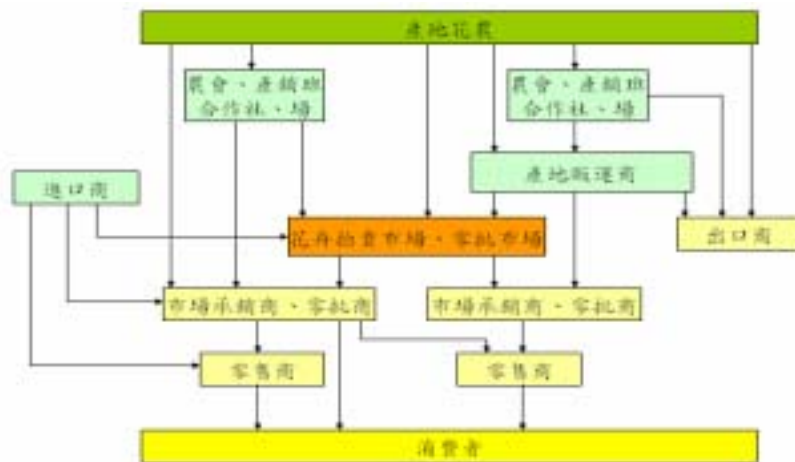 產地花農
農會、產銷班
合作社、場
農會、產銷班
合作社、場
進口商
產地販運商
花卉拍賣市場、零批市場
出口商
市場承銷商、零批商
市場承銷商、零批商
零售商
零售商
消費者